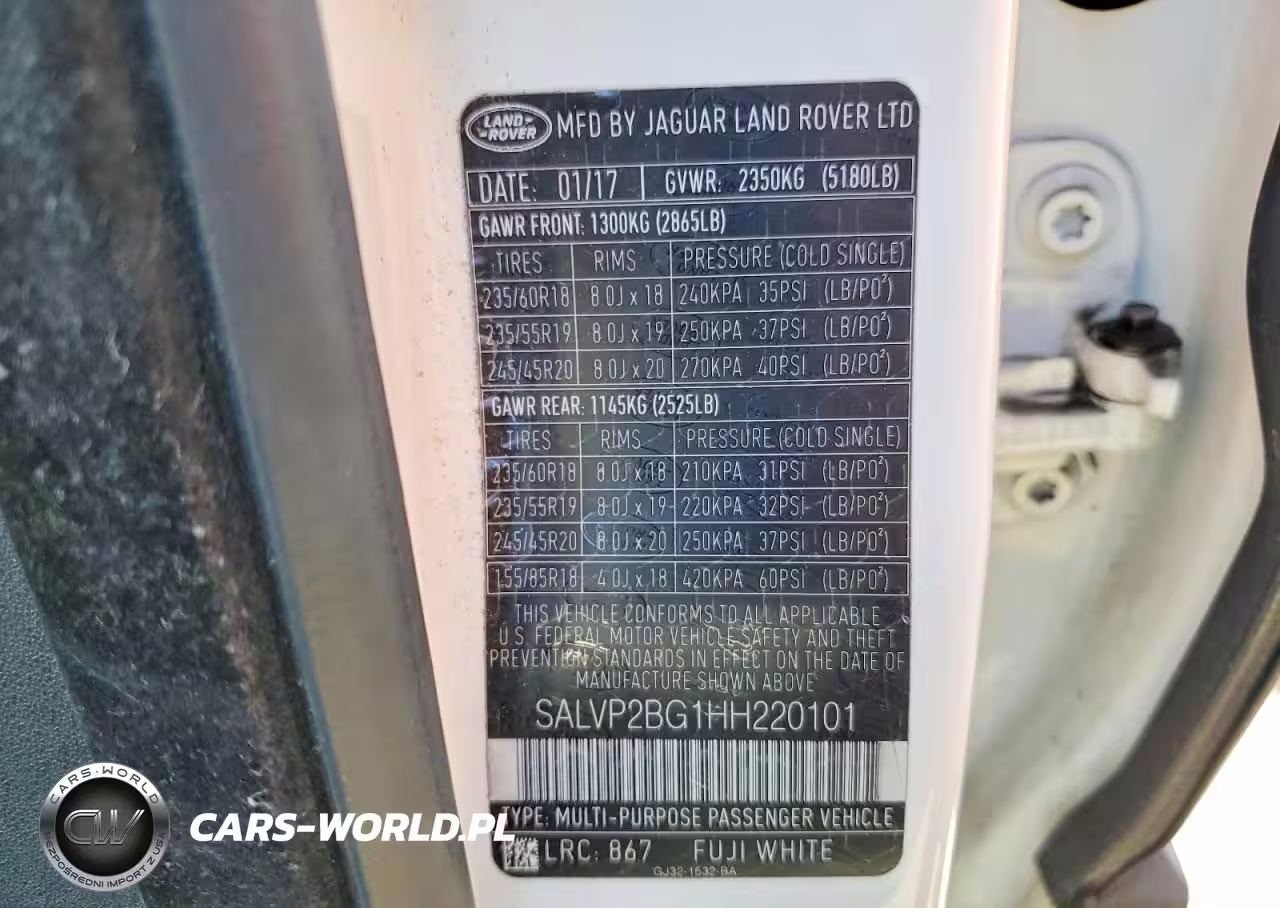 LAND-
-ROVER
MFD BY JAGUAR LAND ROVER LTD
DATE: 01/17 GVWR: 2350KG (5180LB)
GAWR FRONT: 1300KG (2865LB)
TIRES RIMS PRESSURE (COLD SINGLE)
235/60R18 8.0J x 18 240KPA 35PSI (LB/PO²)
235/55R19 8.0J x 19 250KPA 37PSI (LB/PO²)
245/45R20 8.0J x 20 270KPA 40PSI (LB/PO²)
GAWR REAR: 1145KG (2525LB)
TIRES RIMS PRESSURE (COLD SINGLE)
235/60R18 8.0J x 18 210KPA 31PSI (LB/PO²)
235/55R19 8.0J x 19 220KPA 32PSI (LB/PO²)
245/45R20 8.0J x 20 250KPA 37PSI (LB/PO²)
155/85R18 4.0J x 18 420KPA 60PSI (LB/PO²)
THIS VEHICLE CONFORMS TO ALL APPLICABLE
U.S. FEDERAL MOTOR VEHICLE SAFETY AND THEFT
PREVENTION STANDARDS IN EFFECT ON THE DATE OF
MANUFACTURE SHOWN ABOVE
SALVP2BG1HH220101
TYPE: MULTI-PURPOSE PASSENGER VEHICLE
LRC: 867 FUJI WHITE
GJ32-1532-BA
CARS-WORLD
CW
BEZPOŚREDNI IMPORT Z USA
CARS-WORLD.PL